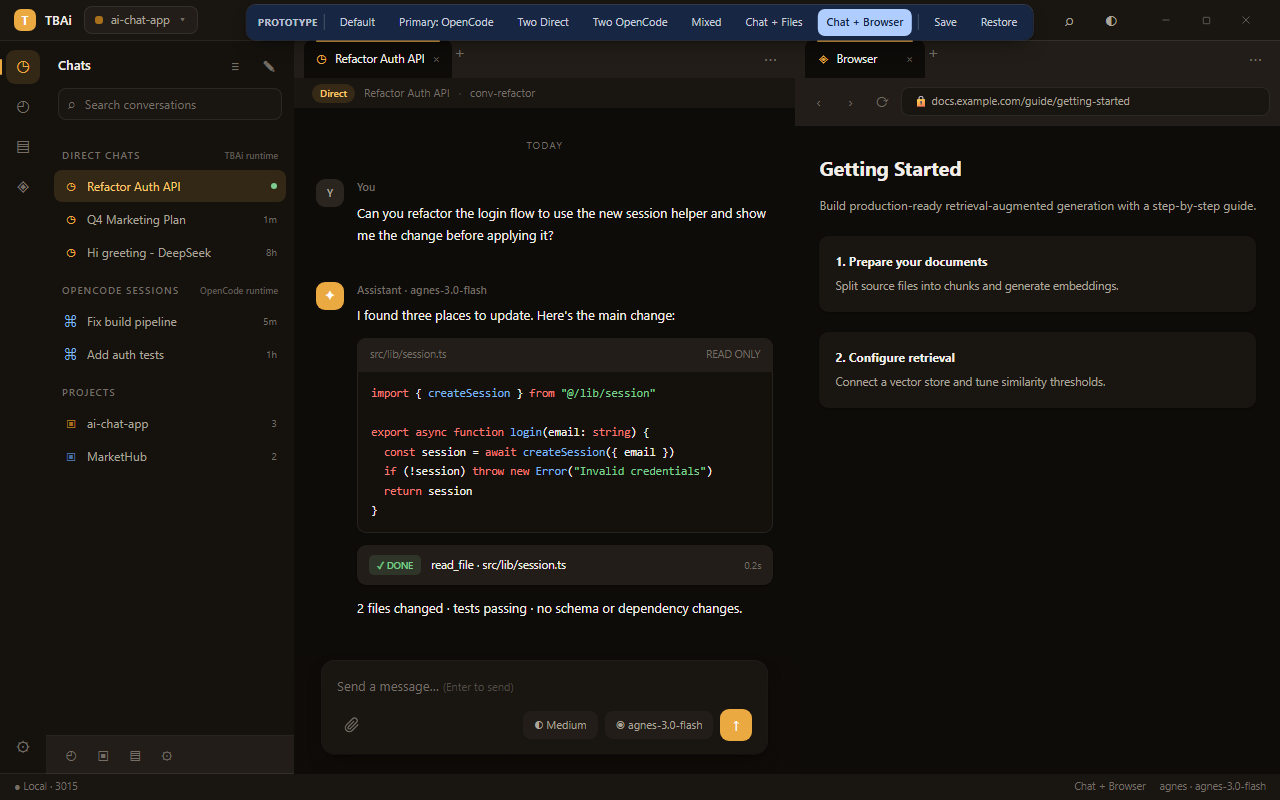 T TBAi ai-chat-app
PROTOTYPE Default Primary: OpenCode Two Direct Two OpenCode Mixed Chat + Files Chat + Browser Save Restore
Chats
Search conversations
DIRECT CHATS TBAi runtime
Refactor Auth API
Q4 Marketing Plan 1m
Hi greeting - DeepSeek 8h
OPENCODE SESSIONS OpenCode runtime
Fix build pipeline 5m
Add auth tests 1h
PROJECTS
ai-chat-app 3
MarketHub 2
Refactor Auth API × +
Direct Refactor Auth API · conv-refactor
TODAY
Y You
Can you refactor the login flow to use the new session helper and show
me the change before applying it?
Assistant · agnes-3.0-flash
I found three places to update. Here's the main change:
src/lib/session.ts READ ONLY
import { createSession } from "@/lib/session"
export async function login(email: string) {
const session = await createSession({ email })
if (!session) throw new Error("Invalid credentials")
return session
}
✓ DONE read_file · src/lib/session.ts 0.2s
2 files changed · tests passing · no schema or dependency changes.
Send a message... (Enter to send)
Medium agnes-3.0-flash ↑
Browser × +
docs.example.com/guide/getting-started
Getting Started
Build production-ready retrieval-augmented generation with a step-by-step guide.
1. Prepare your documents
Split source files into chunks and generate embeddings.
2. Configure retrieval
Connect a vector store and tune similarity thresholds.
● Local · 3015
Chat + Browser agnes · agnes-3.0-flash